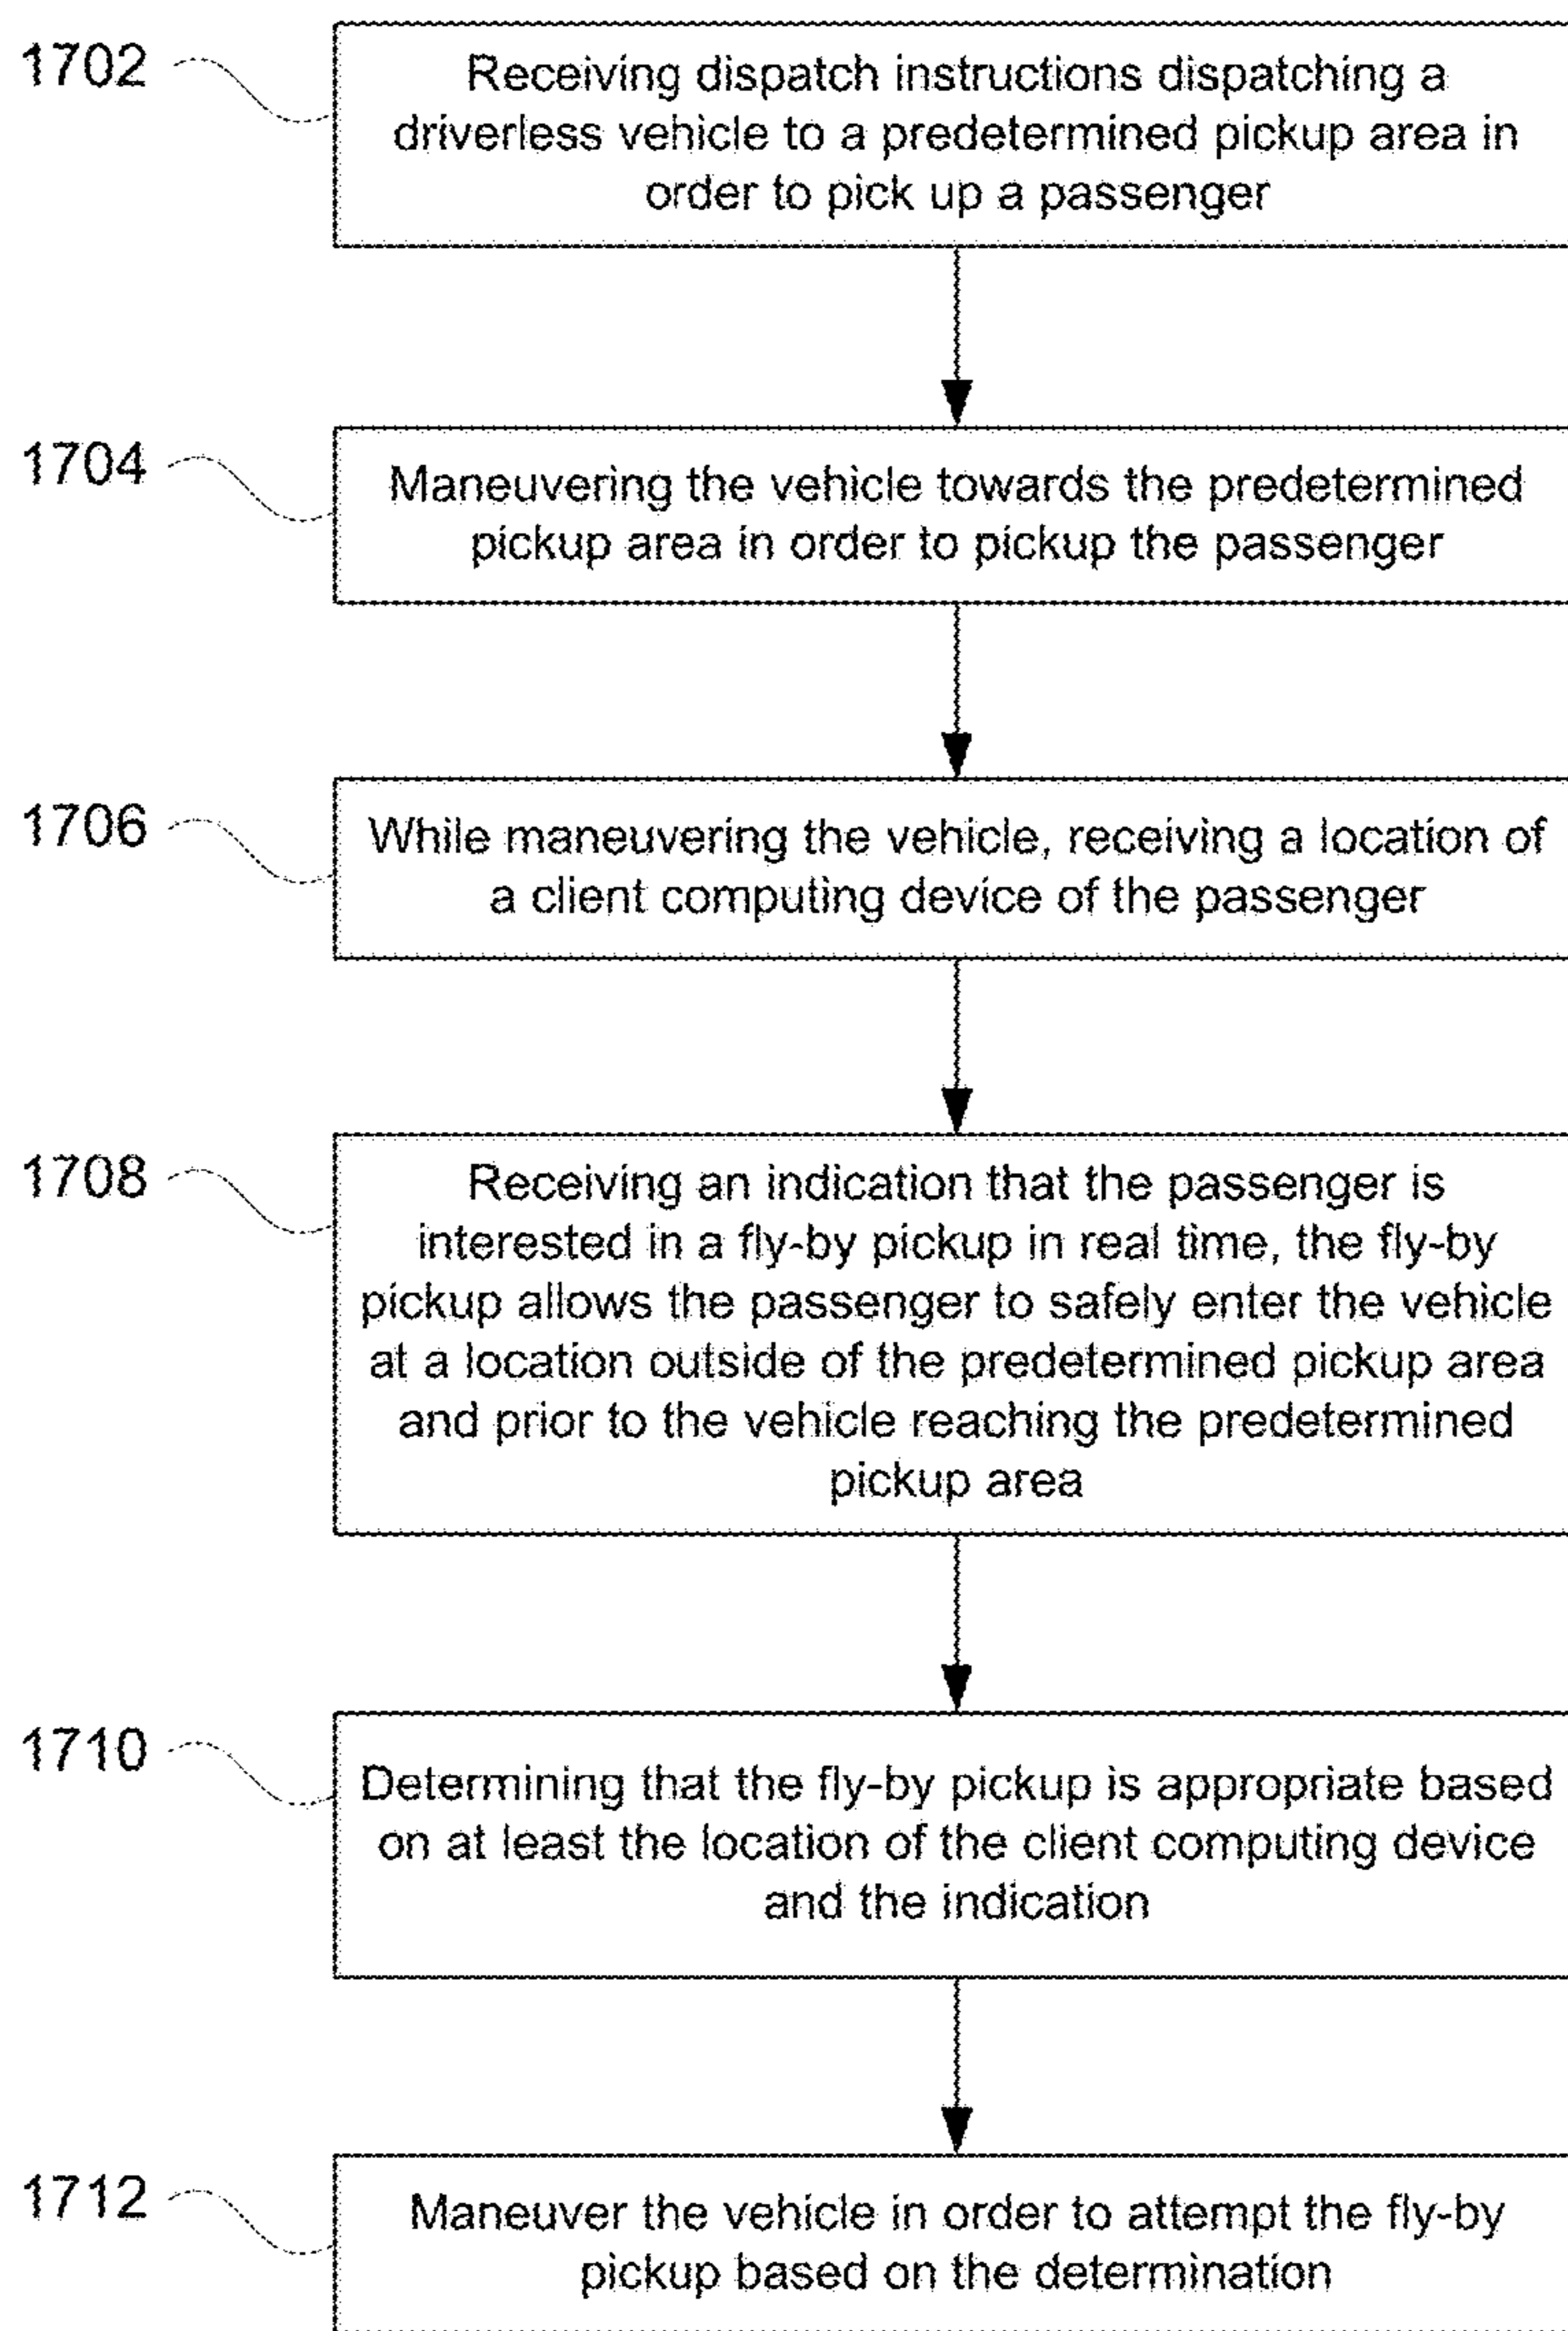 1702
Receiving dispatch instructions dispatching a
driverless vehicle to a predetermined pickup area in
order to pick up a passenger
1704
Maneuvering the vehicle towards the predetermined
pickup area in order to pickup the passenger
1706
While maneuvering the vehicle, receiving a location of
a client computing device of the passenger
1708
Receiving an indication that the passenger is
interested in a fly-by pickup in real time, the fly-by
pickup allows the passenger to safely enter the vehicle
at a location outside of the predetermined pickup area
and prior to the vehicle reaching the predetermined
pickup area
1710
Determining that the fly-by pickup is appropriate based
on at least the location of the client computing device
and the indication
1712
Maneuver the vehicle in order to attempt the fly-by
pickup based on the determination